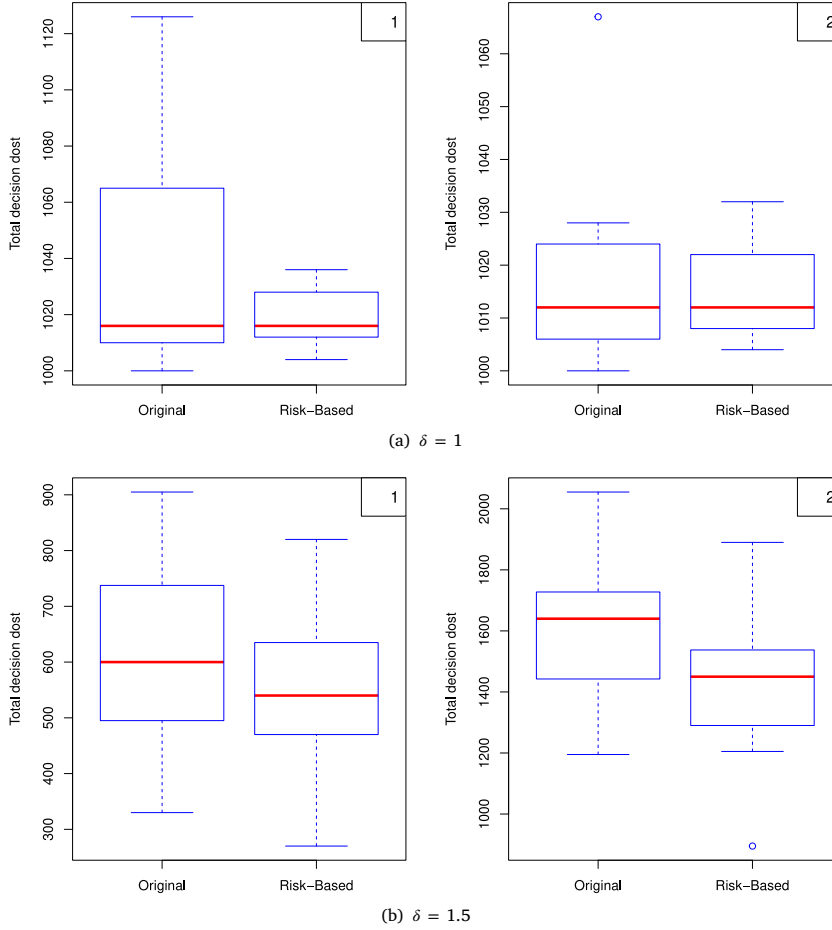 1
Total decision dost
1120
1100
1080
1060
1040
1020
1000
Original
Risk−Based
2
Total decision dost
1060
1050
1040
1030
1020
1010
1000
Original
Risk−Based
(a) δ = 1
1
Total decision dost
900
800
700
600
500
400
300
Original
Risk−Based
2
Total decision dost
2000
1800
1600
1400
1200
1000
Original
Risk−Based
(b) δ = 1.5